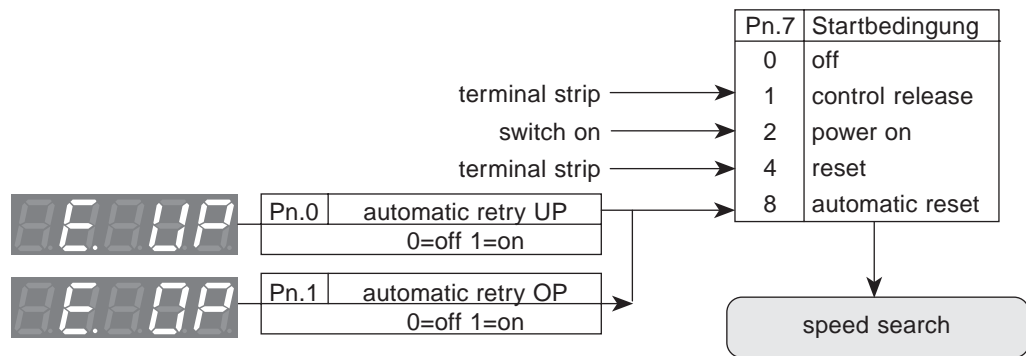 Pn.7 Startbedingung
0 off
terminal strip 1 control release
switch on 2 power on
terminal strip 4 reset
8 automatic reset
E. UP Pn.0 automatic retry UP
0=off 1=on
E. OP Pn.1 automatic retry OP
0=off 1=on
speed search